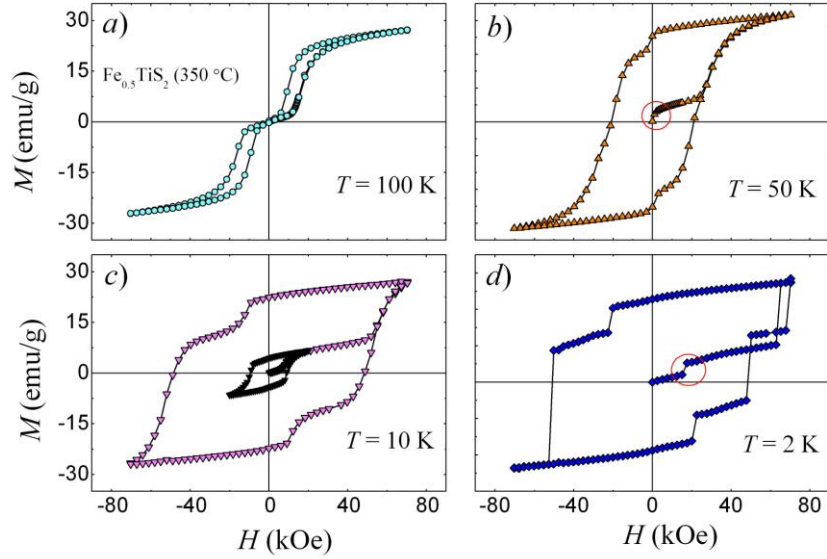 a)
Fe0.5TiS2 (350 °C)
T = 100 K
b)
T = 50 K
c)
T = 10 K
d)
T = 2 K
M (emu/g)
30
15
0
-15
-30
M (emu/g)
30
15
0
-15
-30
-80 -40 0 40 80
H (kOe)
-80 -40 0 40 80
H (kOe)